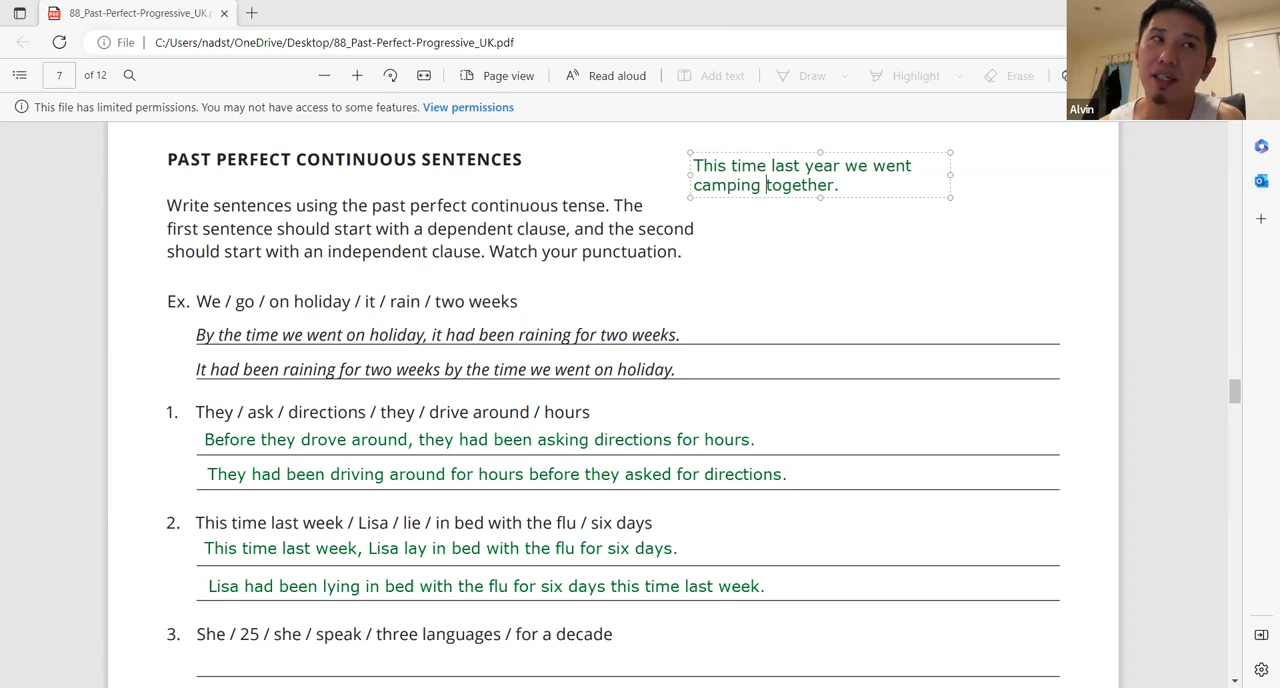 88_Past-Perfect-Progressive_UK.p
File
C:/Users/nadst/OneDrive/Desktop/88_Past-Perfect-Progressive_UK.pdf
7 of 12
Page view
Read aloud
Add text
Draw
Highlight
Erase
Alvin
This file has limited permissions. You may not have access to some features. View permissions
PAST PERFECT CONTINUOUS SENTENCES
This time last year we went
camping together.
Write sentences using the past perfect continuous tense. The
first sentence should start with a dependent clause, and the second
should start with an independent clause. Watch your punctuation.
Ex. We / go / on holiday / it / rain / two weeks
By the time we went on holiday, it had been raining for two weeks.
It had been raining for two weeks by the time we went on holiday.
1. They / ask / directions / they / drive around / hours
Before they drove around, they had been asking directions for hours.
They had been driving around for hours before they asked for directions.
2. This time last week / Lisa / lie / in bed with the flu / six days
This time last week, Lisa lay in bed with the flu for six days.
Lisa had been lying in bed with the flu for six days this time last week.
3. She / 25 / she / speak / three languages / for a decade